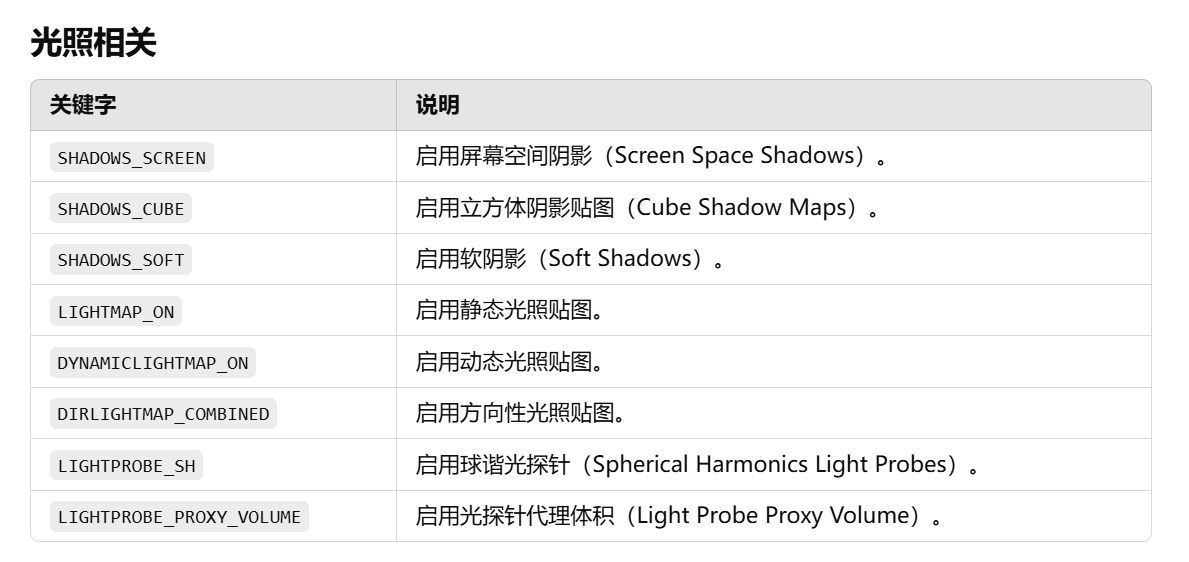 光照相关
关键字 说明
SHADOWS_SCREEN 启用屏幕空间阴影（Screen Space Shadows）。
SHADOWS_CUBE 启用立方体阴影贴图（Cube Shadow Maps）。
SHADOWS_SOFT 启用软阴影（Soft Shadows）。
LIGHTMAP_ON 启用静态光照贴图。
DYNAMICLIGHTMAP_ON 启用动态光照贴图。
DIRLIGHTMAP_COMBINED 启用方向性光照贴图。
LIGHTPROBE_SH 启用球谐光探针（Spherical Harmonics Light Probes）。
LIGHTPROBE_PROXY_VOLUME 启用光探针代理体积（Light Probe Proxy Volume）。